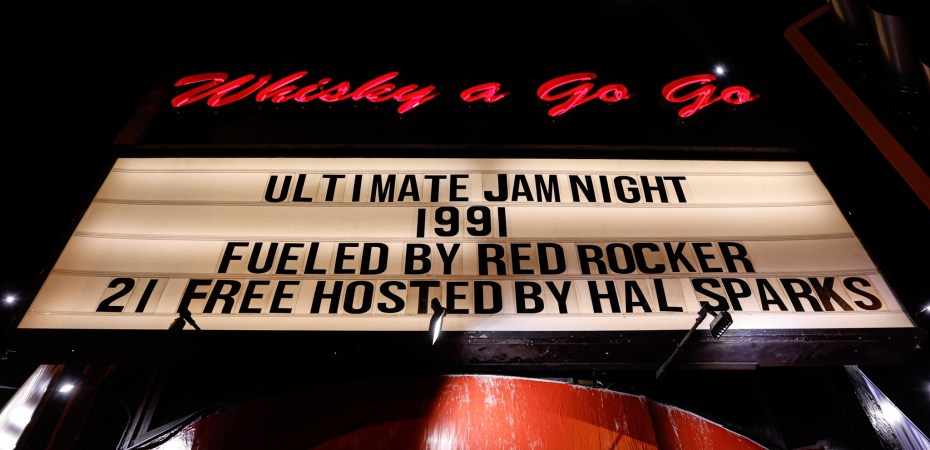 Whisky a Go Go
ULTIMATE JAM NIGHT
1991
FUELED BY RED ROCKER
21 FREE HOSTED BY HAL SPARKS